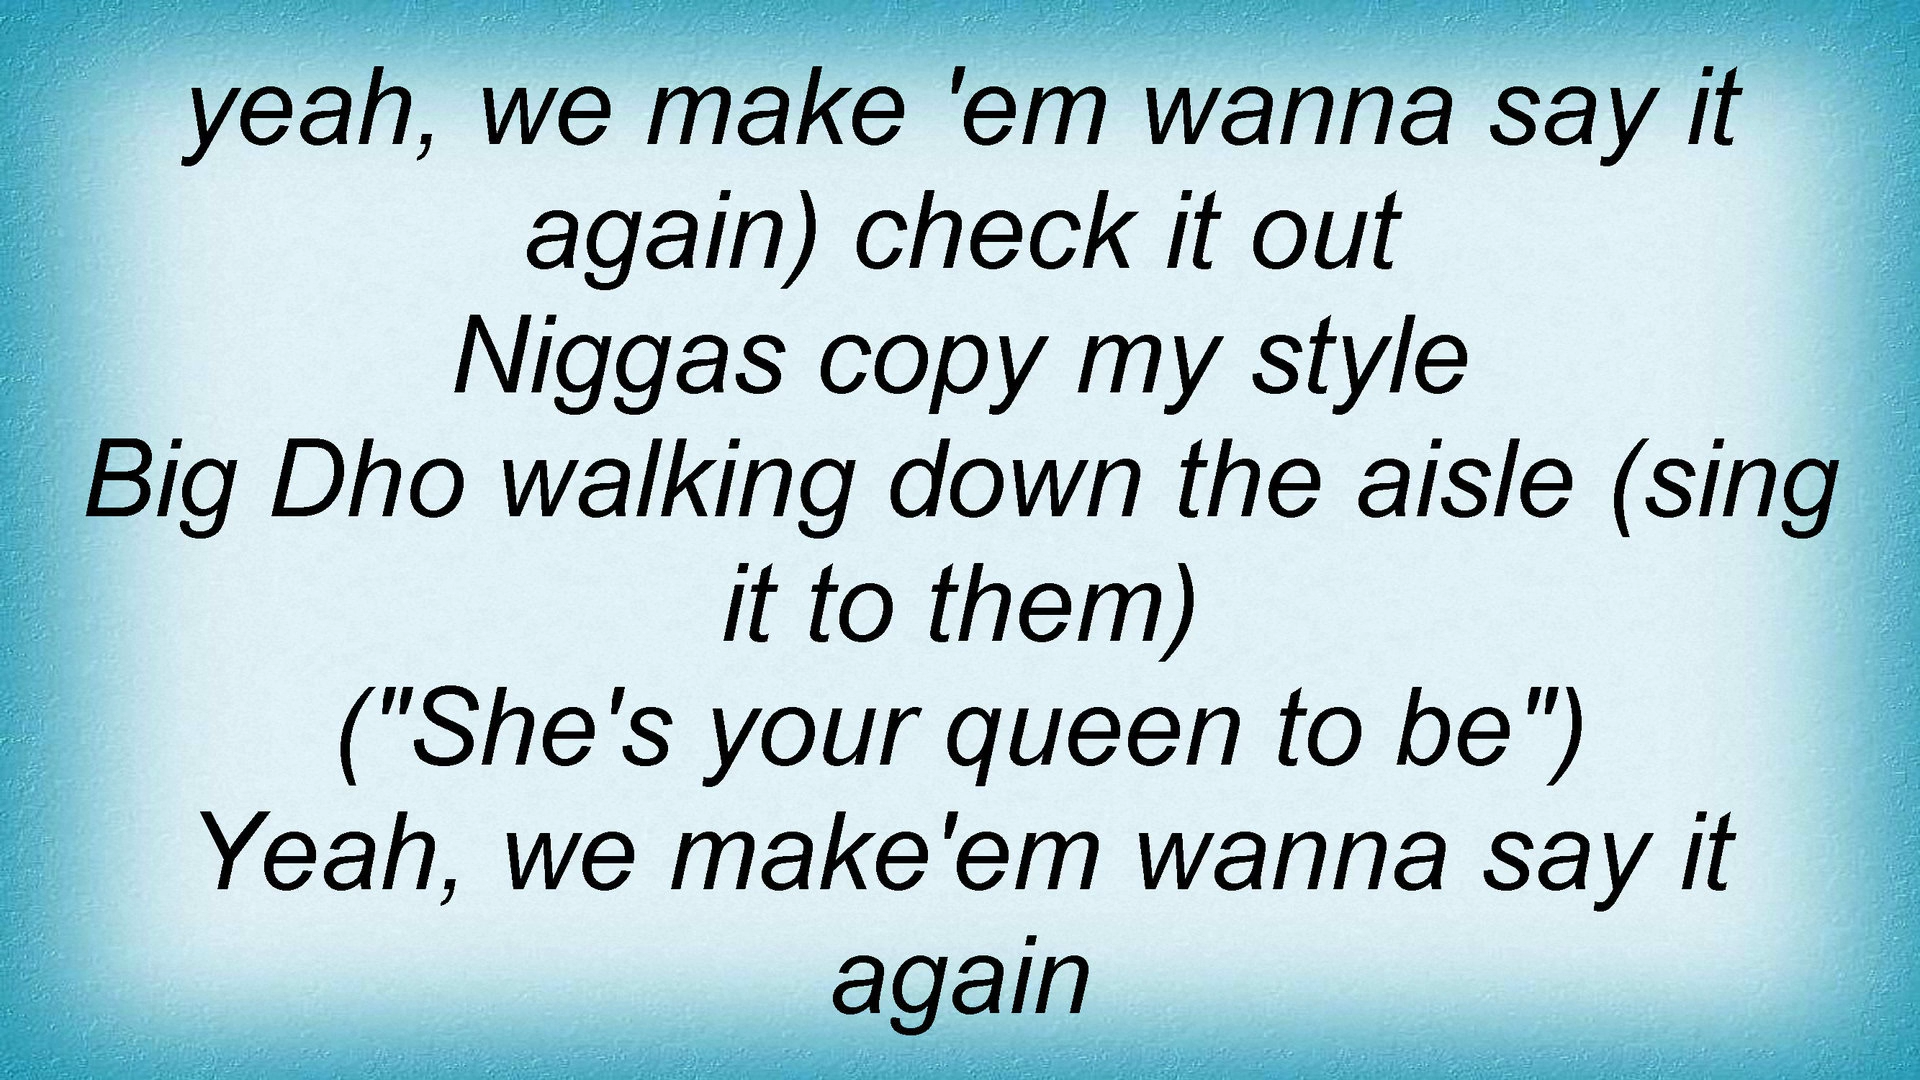 yeah, we make 'em wanna say it
again) check it out
Niggas copy my style
Big Dho walking down the aisle (sing
it to them)
("She's your queen to be")
Yeah, we make'em wanna say it
again